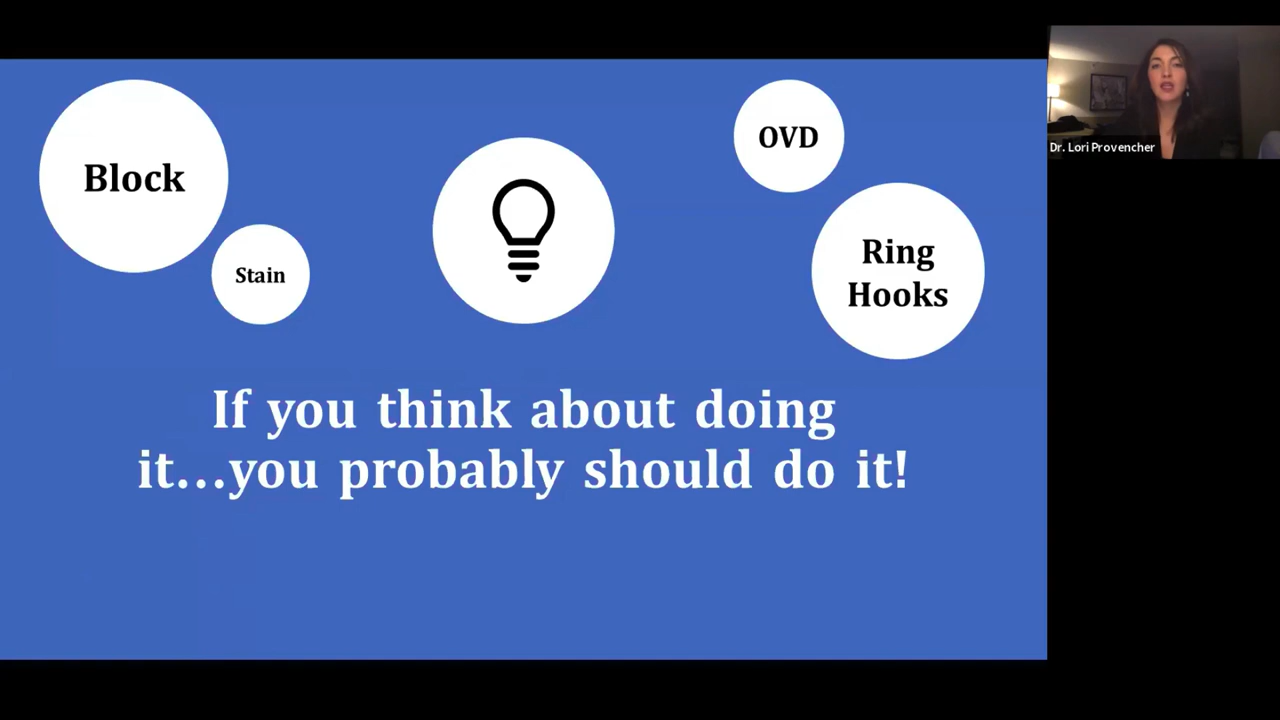 Block
Stain
OVD
Ring
Hooks
If you think about doing
it...you probably should do it!
Dr. Lori Provencher